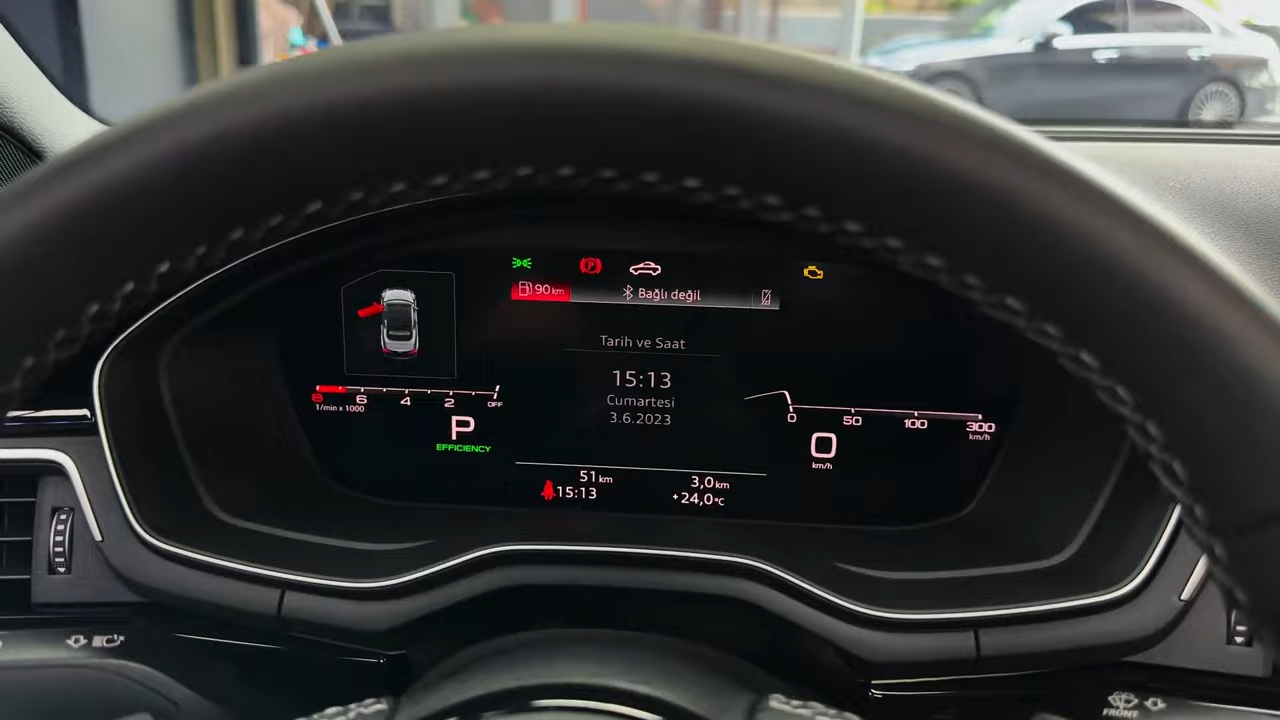 90 km
Bağlı değil
Tarih ve Saat
15:13
Cumartesi
3.6.2023
8 6 4 2 OFF
1/min x 1000
P
EFFICIENCY
0 50 100 300
km/h
0
km/h
51 km 3,0 km
15:13 +24,0 °C
FRONT